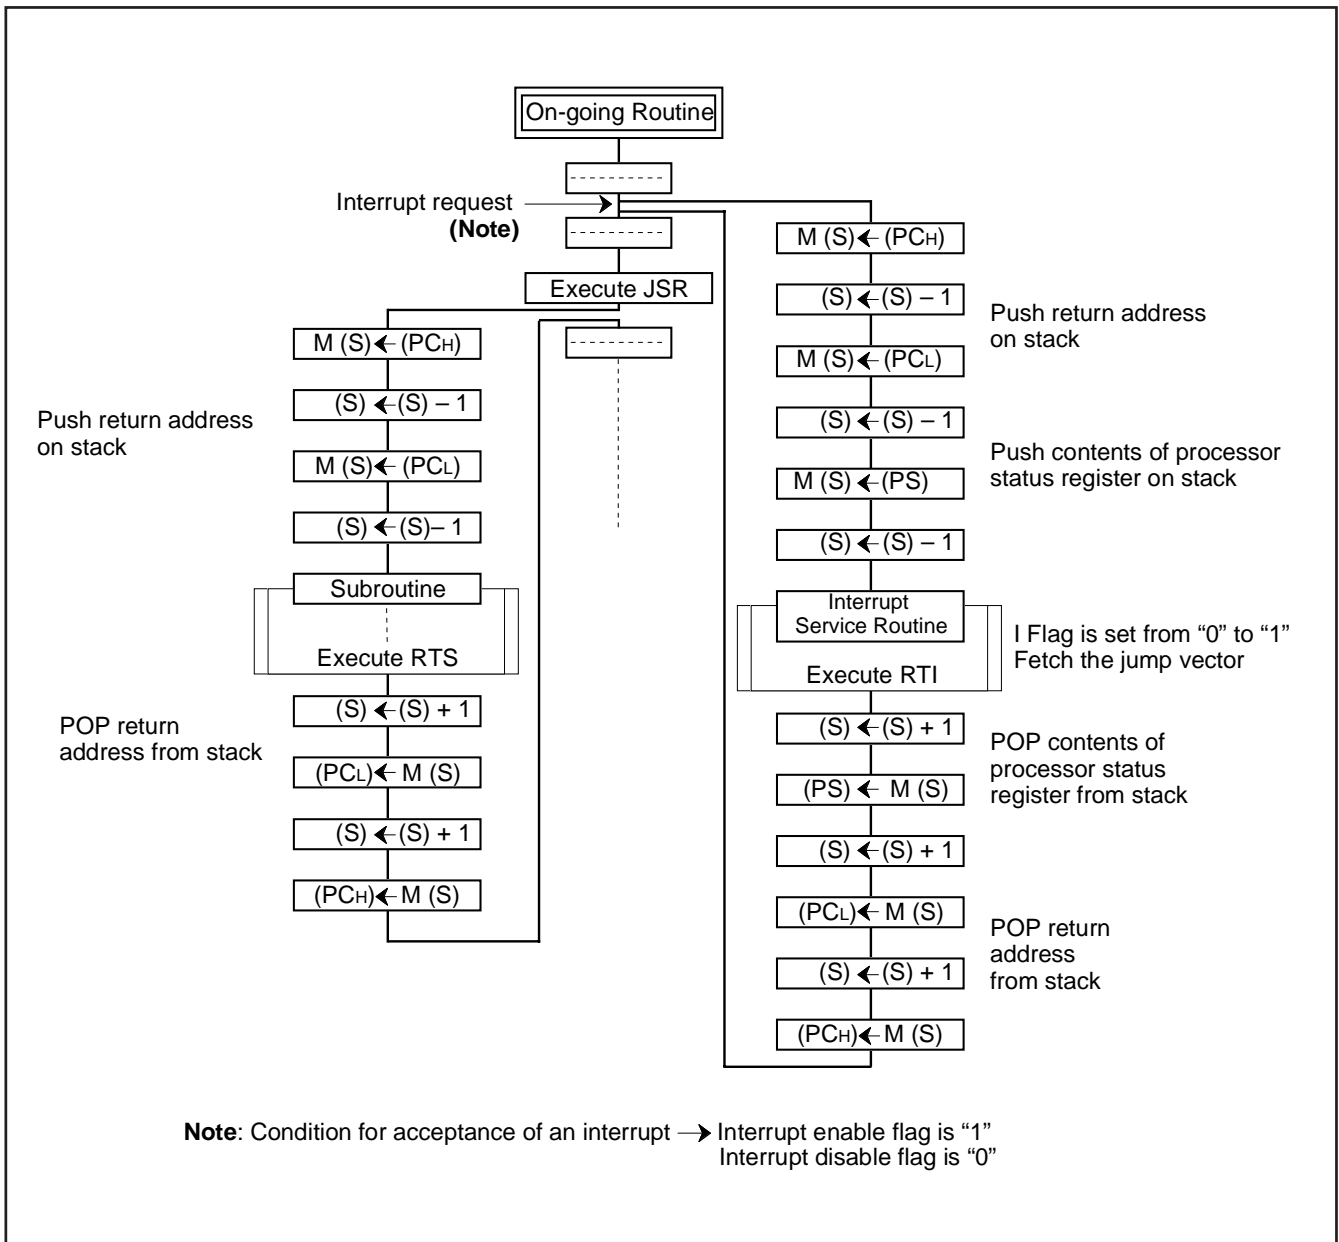 On-going Routine
Interrupt request
(Note)
Execute JSR
M (S) ← (PCH)
(S) ← (S) – 1
M (S) ← (PCL)
(S) ← (S)– 1
Push return address
on stack
Subroutine
Execute RTS
POP return
address from stack
(S) ← (S) + 1
(PCL) ← M (S)
(S) ← (S) + 1
(PCH) ← M (S)
M (S) ← (PCH)
(S) ← (S) – 1
M (S) ← (PCL)
(S) ← (S) – 1
M (S) ← (PS)
(S) ← (S) – 1
Push return address
on stack
Push contents of processor
status register on stack
Interrupt
Service Routine
Execute RTI
I Flag is set from “0” to “1”
Fetch the jump vector
(S) ← (S) + 1
(PS) ← M (S)
(S) ← (S) + 1
(PCL) ← M (S)
(S) ← (S) + 1
(PCH) ← M (S)
POP contents of
processor status
register from stack
POP return
address
from stack
Note: Condition for acceptance of an interrupt → Interrupt enable flag is “1”
Interrupt disable flag is “0”